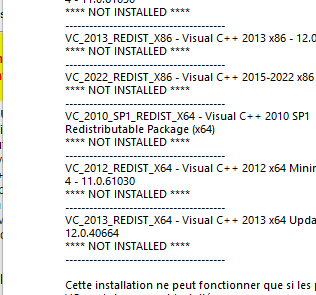 4 - 11.0.61030
**** NOT INSTALLED ****
----------------------------------------
VC_2013_REDIST_X86 - Visual C++ 2013 x86 - 12.0
**** NOT INSTALLED ****
----------------------------------------
VC_2022_REDIST_X86 - Visual C++ 2015-2022 x86
**** NOT INSTALLED ****
----------------------------------------
VC_2010_SP1_REDIST_X64 - Visual C++ 2010 SP1
Redistributable Package (x64)
**** NOT INSTALLED ****
----------------------------------------
VC_2012_REDIST_X64 - Visual C++ 2012 x64 Mini
4 - 11.0.61030
**** NOT INSTALLED ****
----------------------------------------
VC_2013_REDIST_X64 - Visual C++ 2013 x64 Upda
12.0.40664
**** NOT INSTALLED ****
----------------------------------------
Cette installation ne peut fonctionner que si les